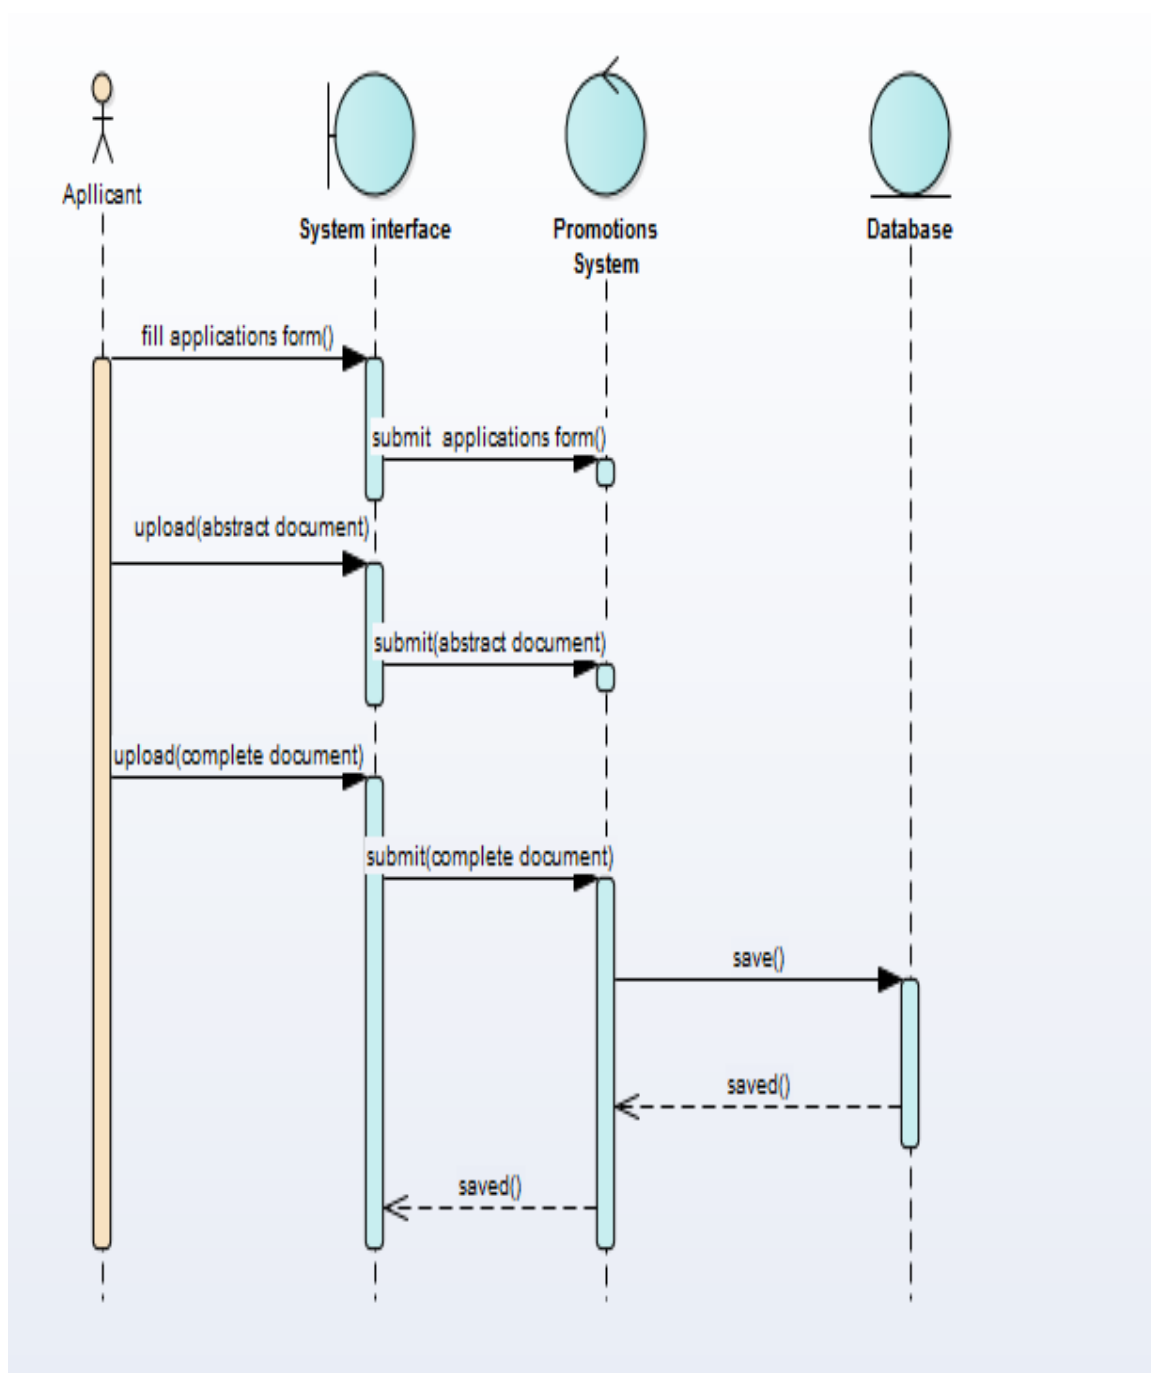 Apllicant
System interface
Promotions
System
Database
fill applications form()
submit  applications form()
upload(abstract document)
submit(abstract document)
upload(complete document)
submit(complete document)
save()
saved()
saved()